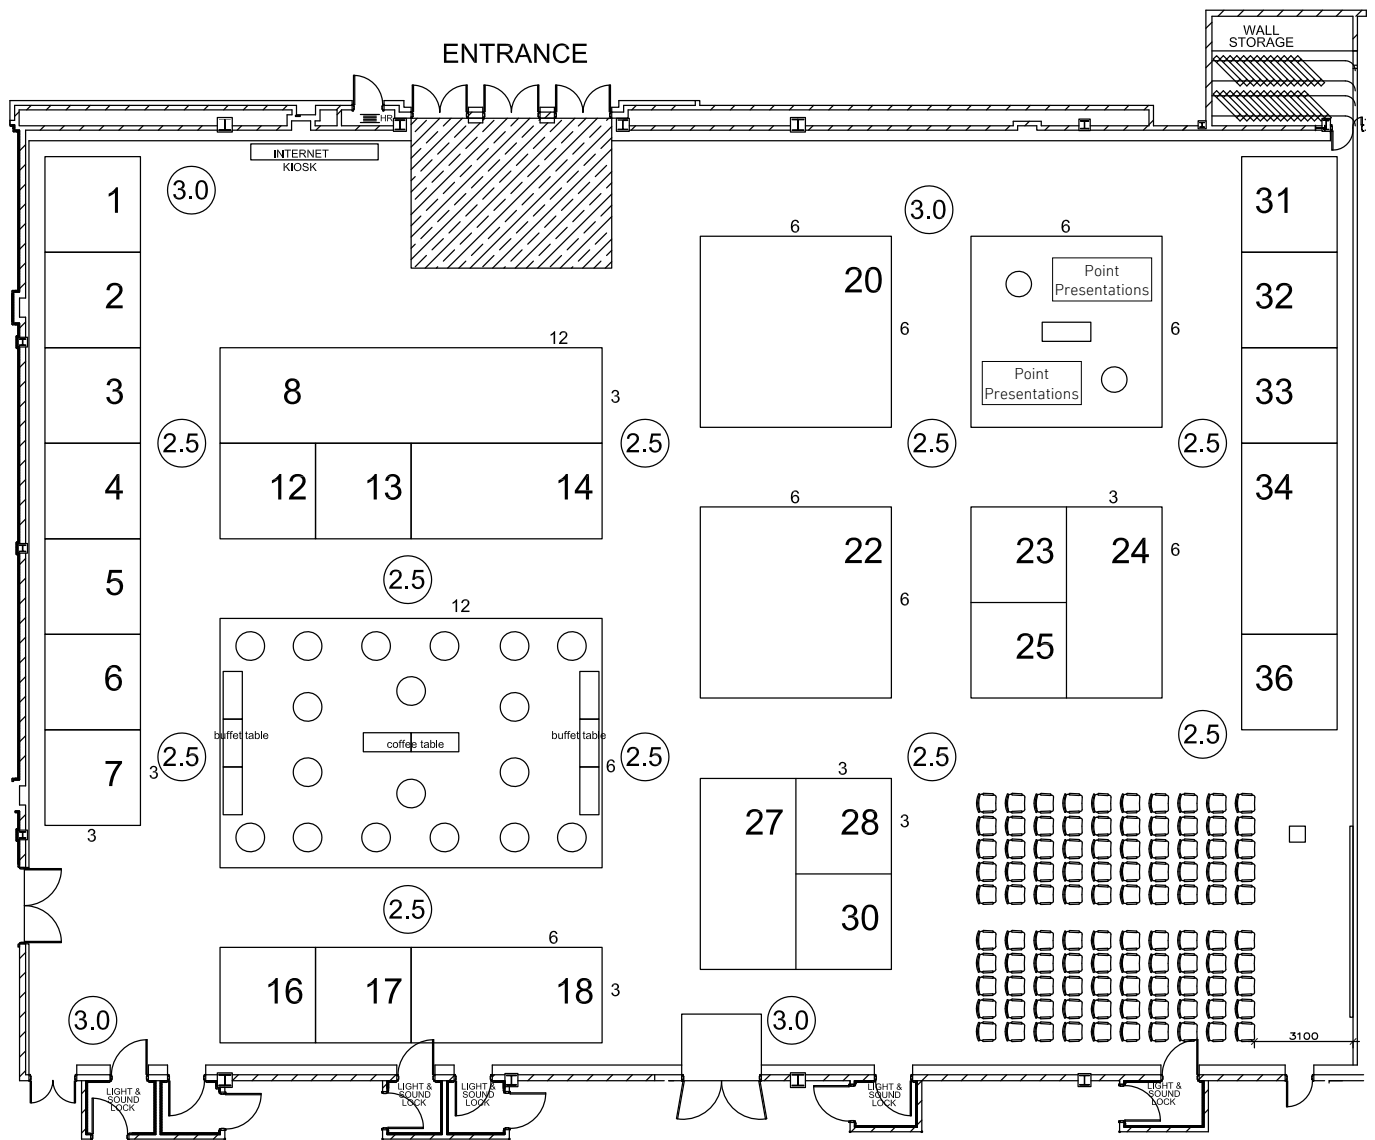 WALL
STORAGE
ENTRANCE
HR
INTERNET
KIOSK
1
3.0
3.0
31
6
6
20
Point
Presentations
2
32
6
6
12
8
3
3
33
Point
Presentations
2.5
2.5
2.5
2.5
4
12
13
14
34
6
3
22
23
24
6
5
2.5
6
12
25
6
36
2.5
buffet table
coffee table
buffet table
7
3
2.5
6
2.5
2.5
3
3
27
28
3
2.5
30
6
16
17
18
3
3.0
3.0
3100
LIGHT &
SOUND
LOCK
LIGHT &
SOUND
LOCK
LIGHT &
SOUND
LOCK
LIGHT &
SOUND
LOCK
LIGHT &
SOUND
LOCK